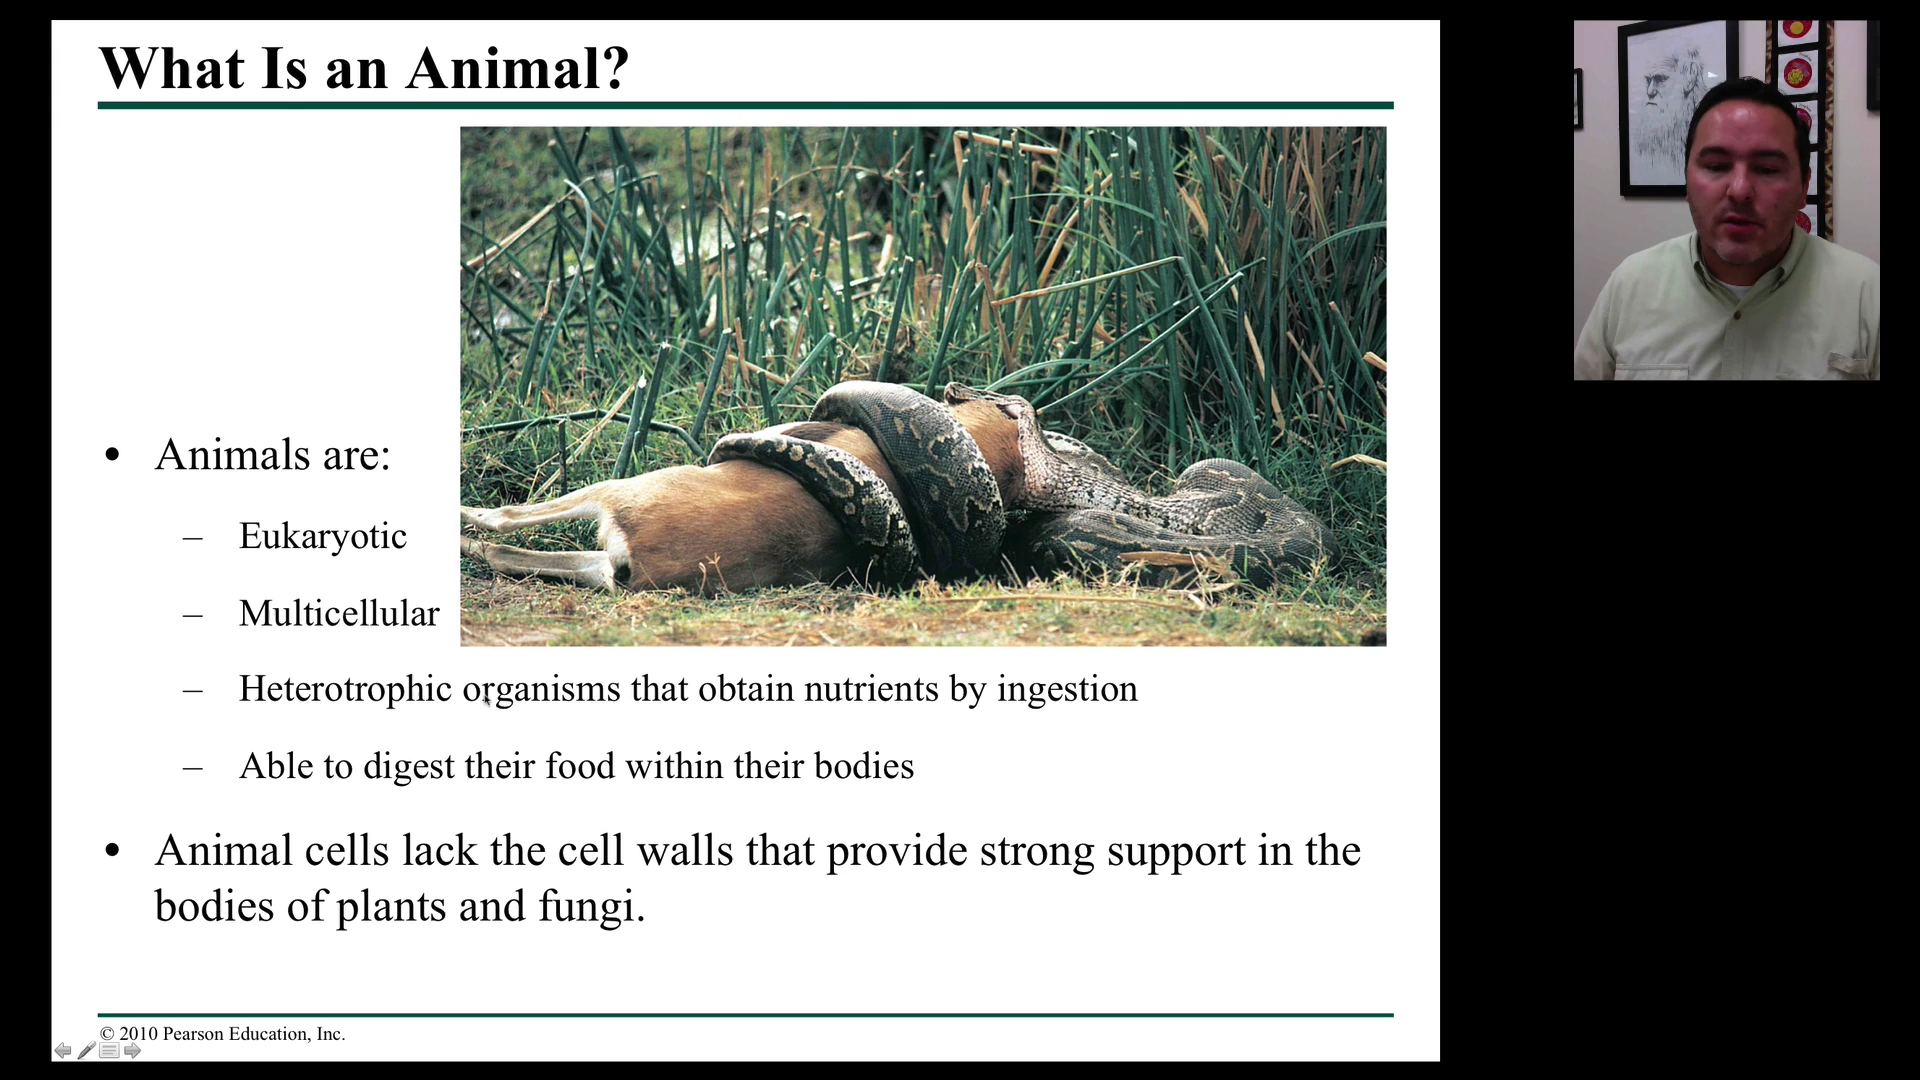 What Is an Animal?
• Animals are:
– Eukaryotic
– Multicellular
– Heterotrophic organisms that obtain nutrients by ingestion
– Able to digest their food within their bodies
• Animal cells lack the cell walls that provide strong support in the
bodies of plants and fungi.
© 2010 Pearson Education, Inc.